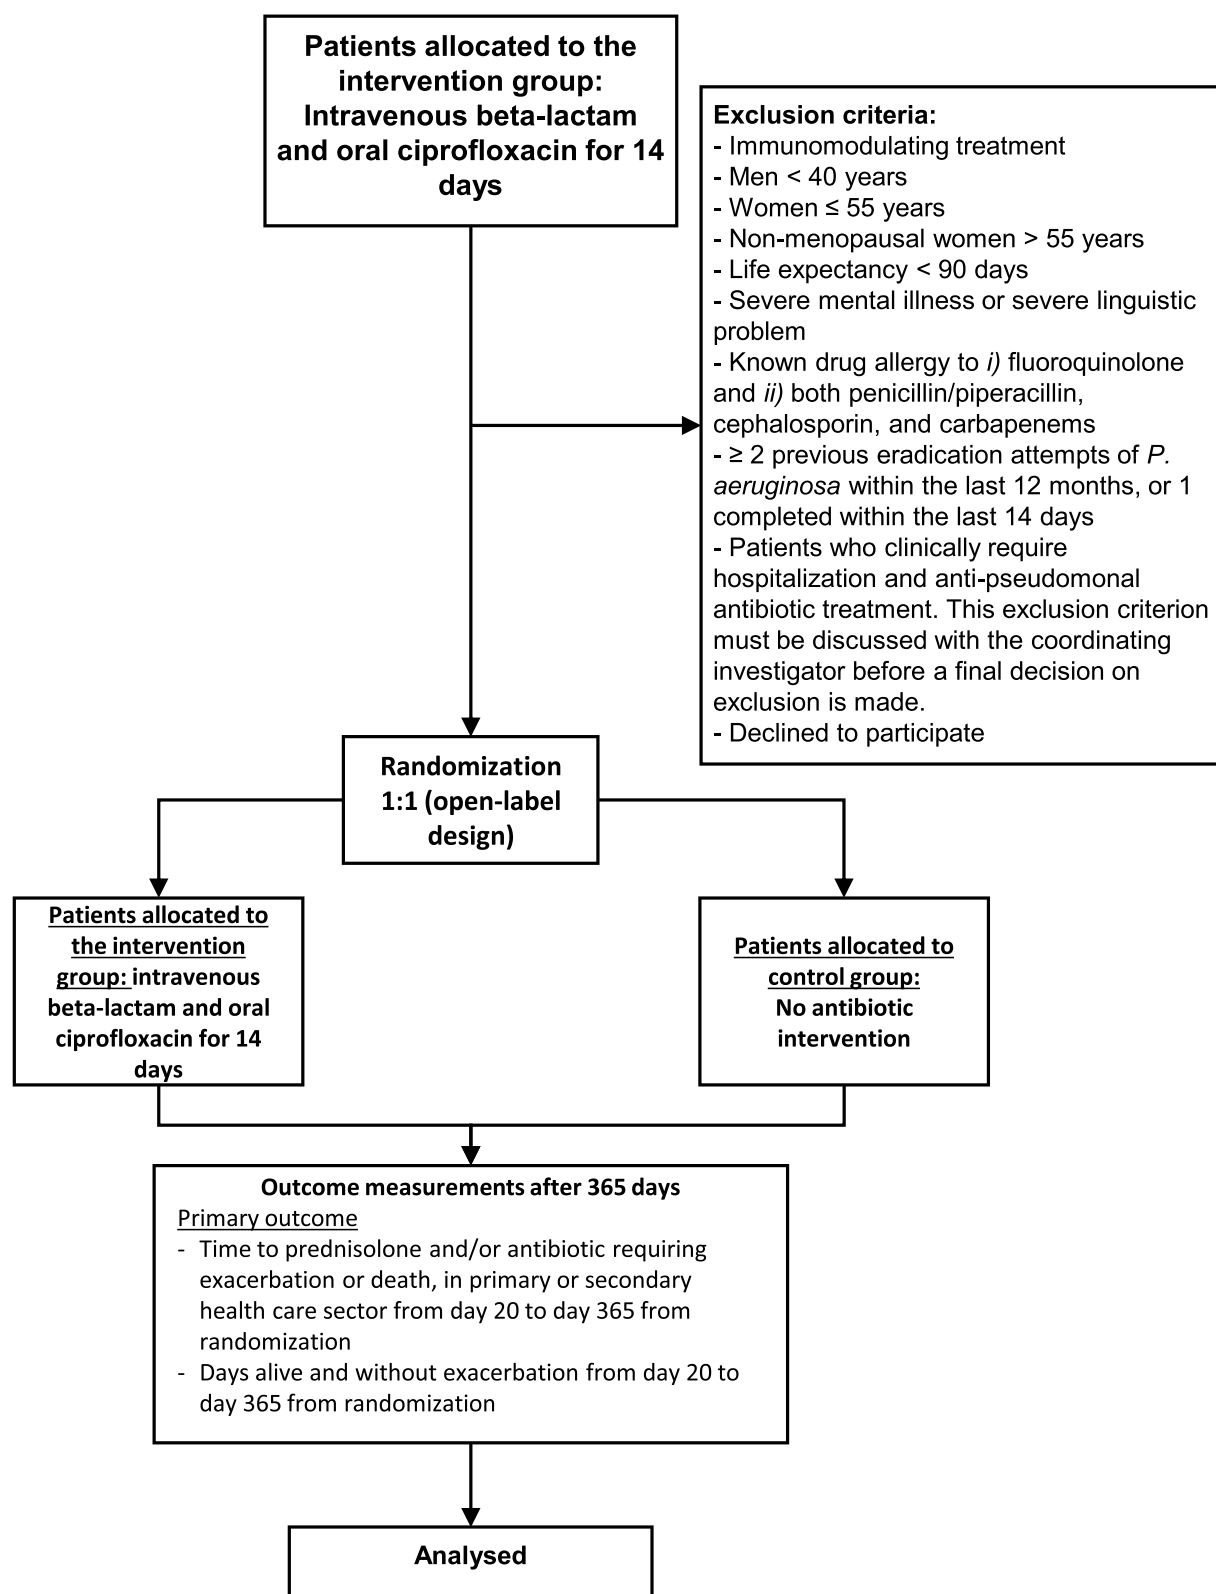 Patients allocated to the
intervention group:
Intravenous beta-lactam
and oral ciprofloxacin for 14
days
Exclusion criteria:
- Immunomodulating treatment
- Men < 40 years
- Women ≤ 55 years
- Non-menopausal women > 55 years
- Life expectancy < 90 days
- Severe mental illness or severe linguistic
problem
- Known drug allergy to i) fluoroquinolone
and ii) both penicillin/piperacillin,
cephalosporin, and carbapenems
- ≥ 2 previous eradication attempts of P.
aeruginosa within the last 12 months, or 1
completed within the last 14 days
- Patients who clinically require
hospitalization and anti-pseudomonal
antibiotic treatment. This exclusion criterion
must be discussed with the coordinating
investigator before a final decision on
exclusion is made.
- Declined to participate
Randomization
1:1 (open-label
design)
Patients allocated to
the intervention
group: intravenous
beta-lactam and oral
ciprofloxacin for 14
days
Patients allocated to
control group:
No antibiotic
intervention
Outcome measurements after 365 days
Primary outcome
- Time to prednisolone and/or antibiotic requiring
exacerbation or death, in primary or secondary
health care sector from day 20 to day 365 from
randomization
- Days alive and without exacerbation from day 20 to
day 365 from randomization
Analysed